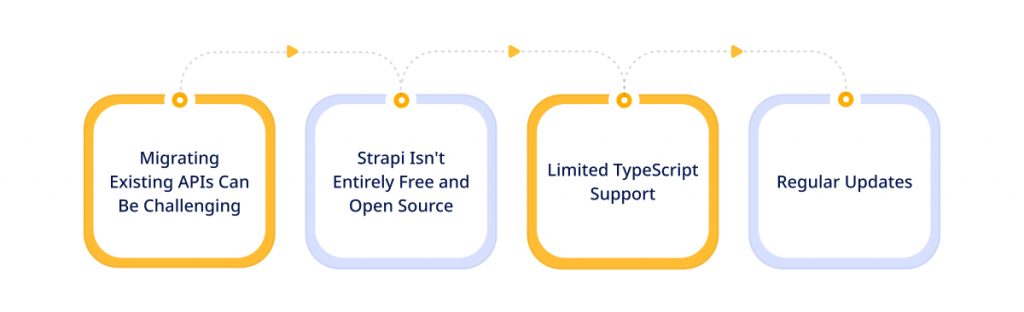 Migrating
Existing APIs Can
Be Challenging
Strapi Isn't
Entirely Free and
Open Source
Limited TypeScript
Support
Regular Updates